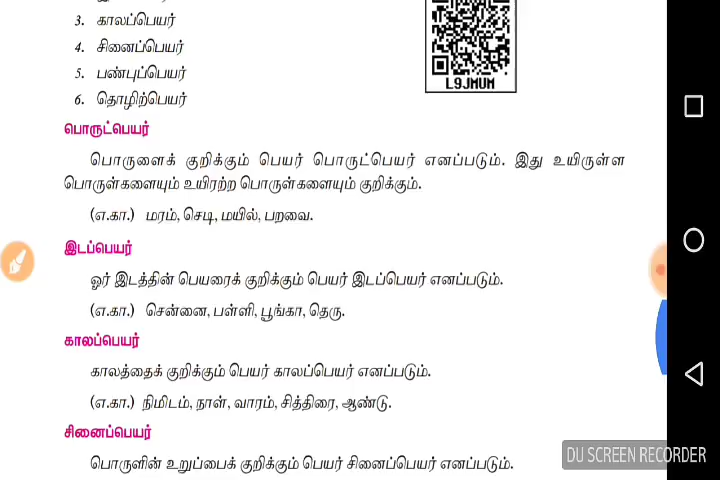 3. காலப்பெயர்
4. சினைப்பெயர்
5. பண்புப்பெயர்
6. தொழிற்பெயர்
L9JMUM
பொருட்பெயர்
பொருளைக் குறிக்கும் பெயர் பொருட்பெயர் எனப்படும். இது உயிருள்ள
பொருள்களையும் உயிரற்ற பொருள்களையும் குறிக்கும்.
(எ.கா.) மரம், செடி, மயில், பறவை.
இடப்பெயர்
ஓர் இடத்தின் பெயரைக் குறிக்கும் பெயர் இடப்பெயர் எனப்படும்.
(எ.கா.) சென்னை, பள்ளி, பூங்கா, தெரு.
காலப்பெயர்
காலத்தைக் குறிக்கும் பெயர் காலப்பெயர் எனப்படும்.
(எ.கா.) நிமிடம், நாள், வாரம், சித்திரை, ஆண்டு.
சினைப்பெயர்
பொருளின் உறுப்பைக் குறிக்கும் பெயர் சினைப்பெயர் எனப்படும்.
DU SCREEN RECORDER